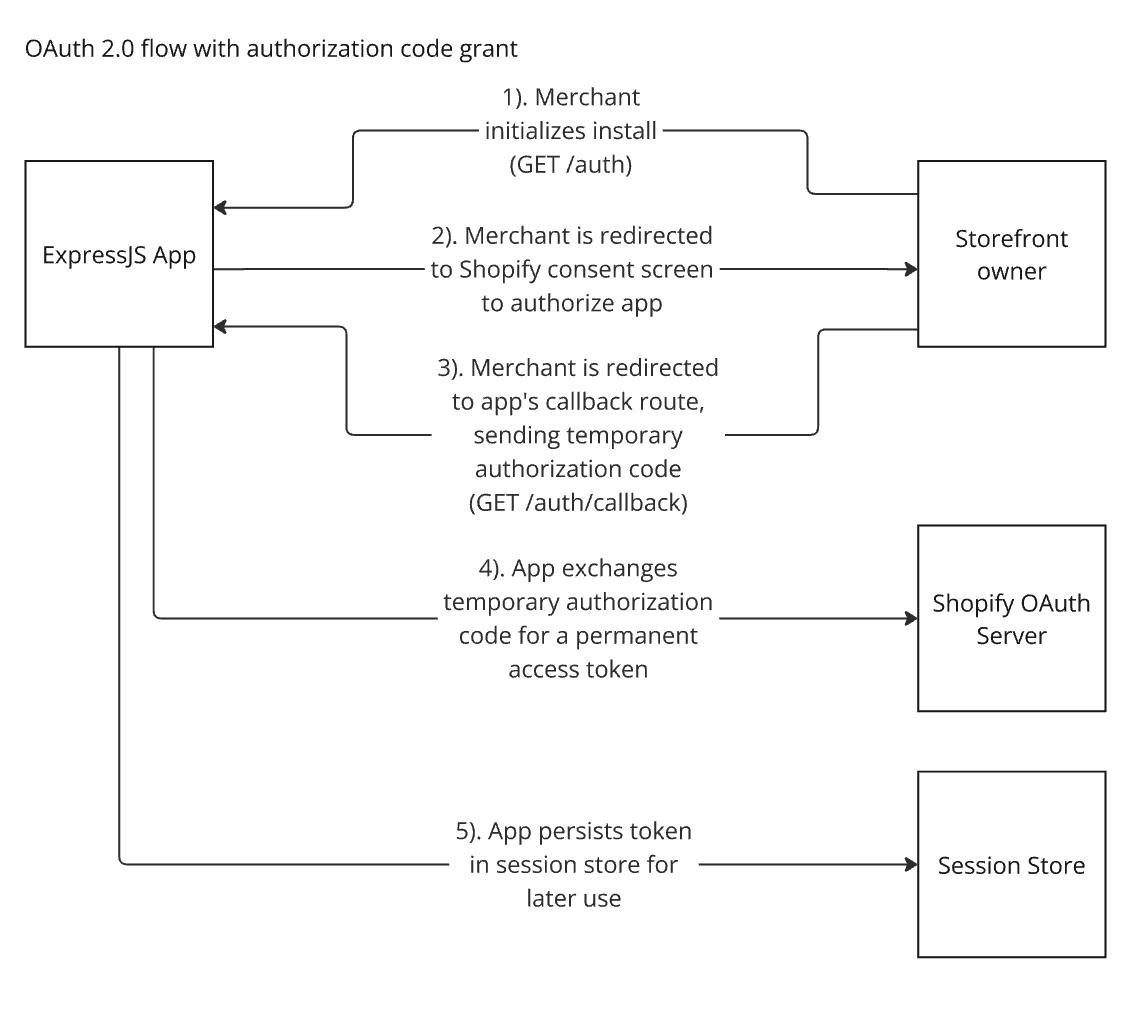 OAuth 2.0 flow with authorization code grant
1). Merchant
initializes install
(GET /auth)
ExpressJS App
2). Merchant is redirected
to Shopify consent screen
to authorize app
Storefront
owner
3). Merchant is redirected
to app's callback route,
sending temporary
authorization code
(GET /auth/callback)
4). App exchanges
temporary authorization
code for a permanent
access token
Shopify OAuth
Server
5). App persists token
in session store for
later use
Session Store